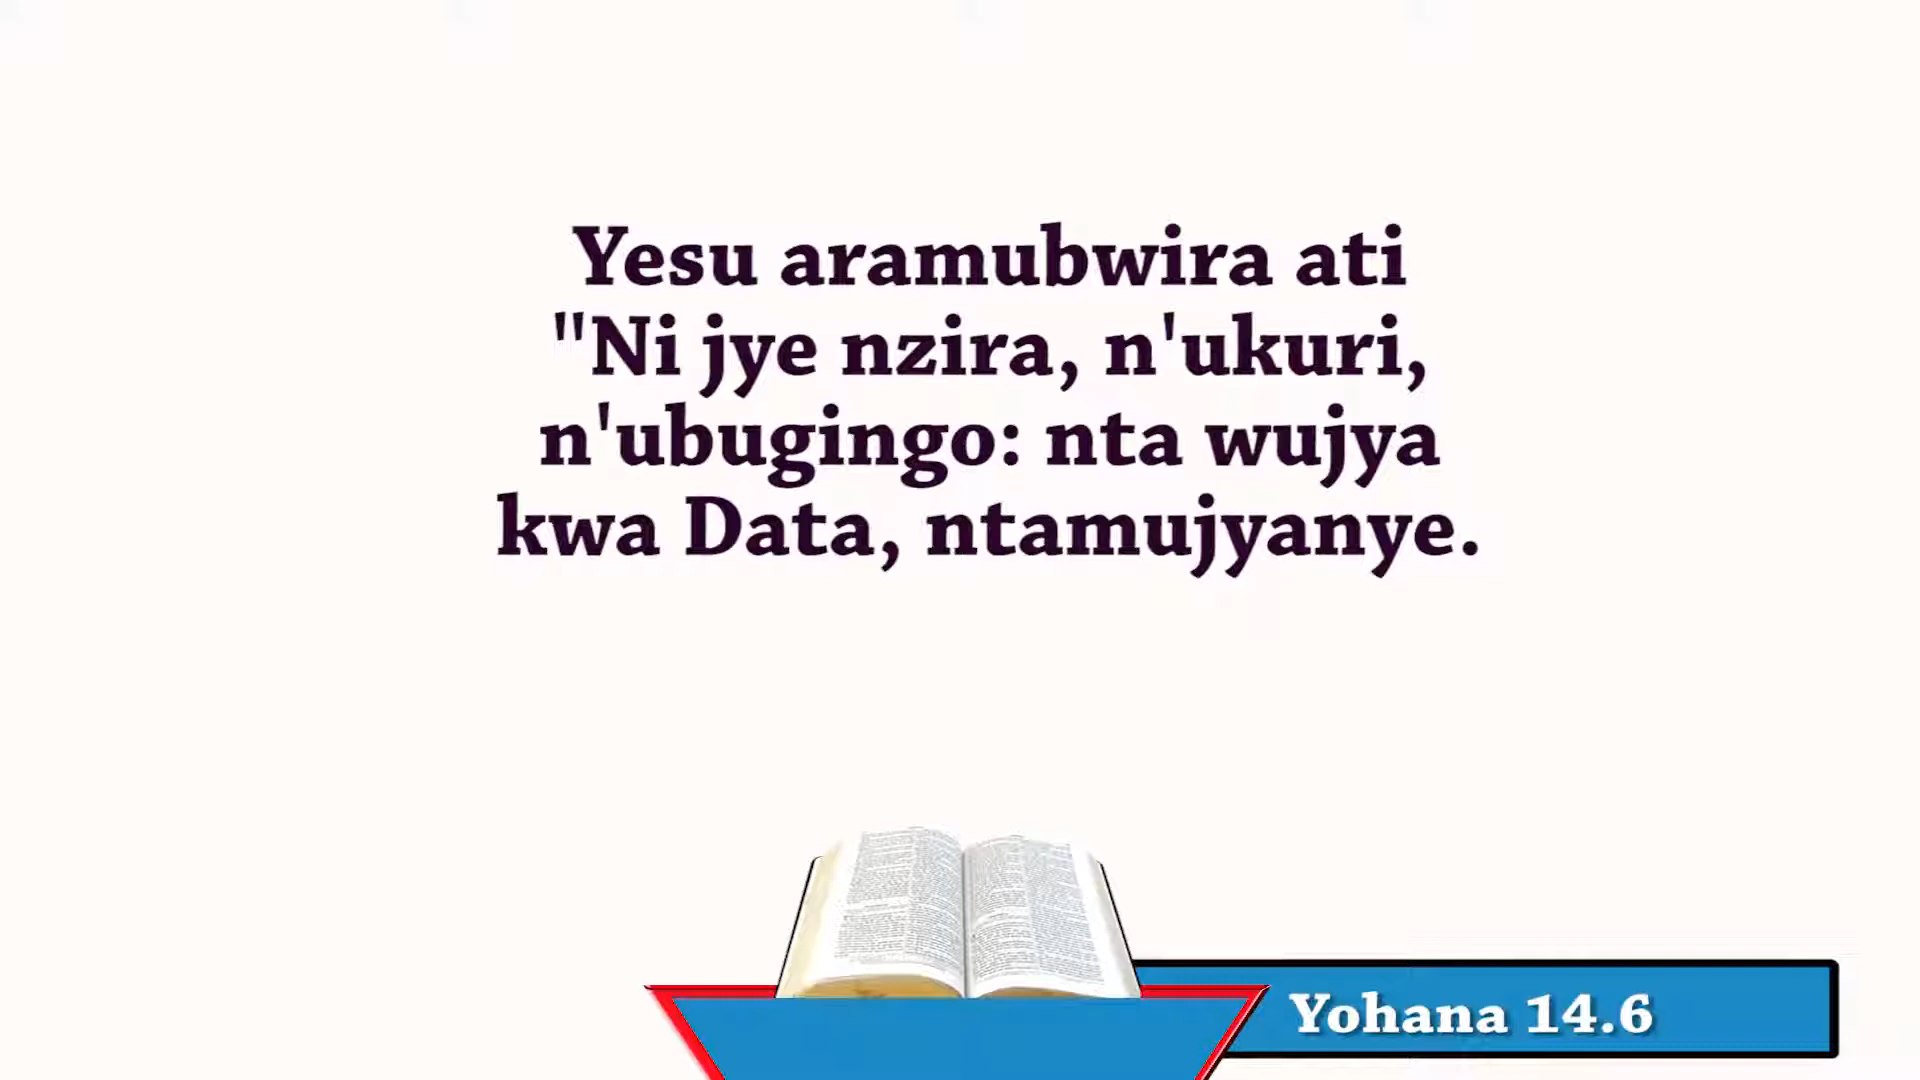 Yesu aramubwira ati
"Ni jye nzira, n'ukuri,
n'ubugingo: nta wujya
kwa Data, ntamujyanye.
Yohana 14.6